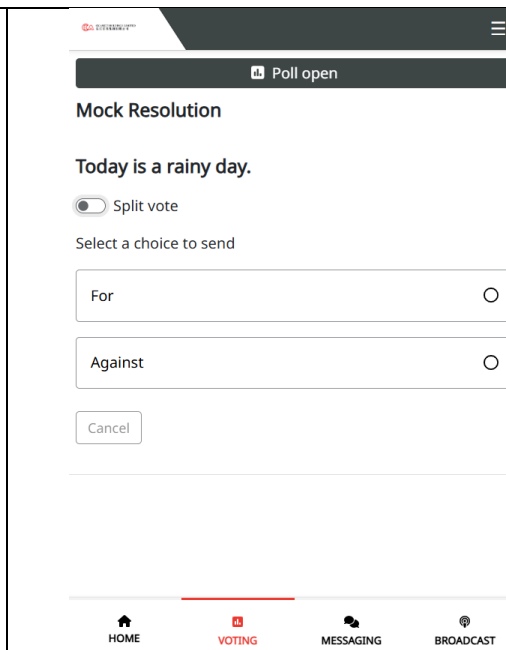 Poll open
Mock Resolution
Today is a rainy day.
Split vote
Select a choice to send
For
Against
Cancel
HOME
VOTING
MESSAGING
BROADCAST